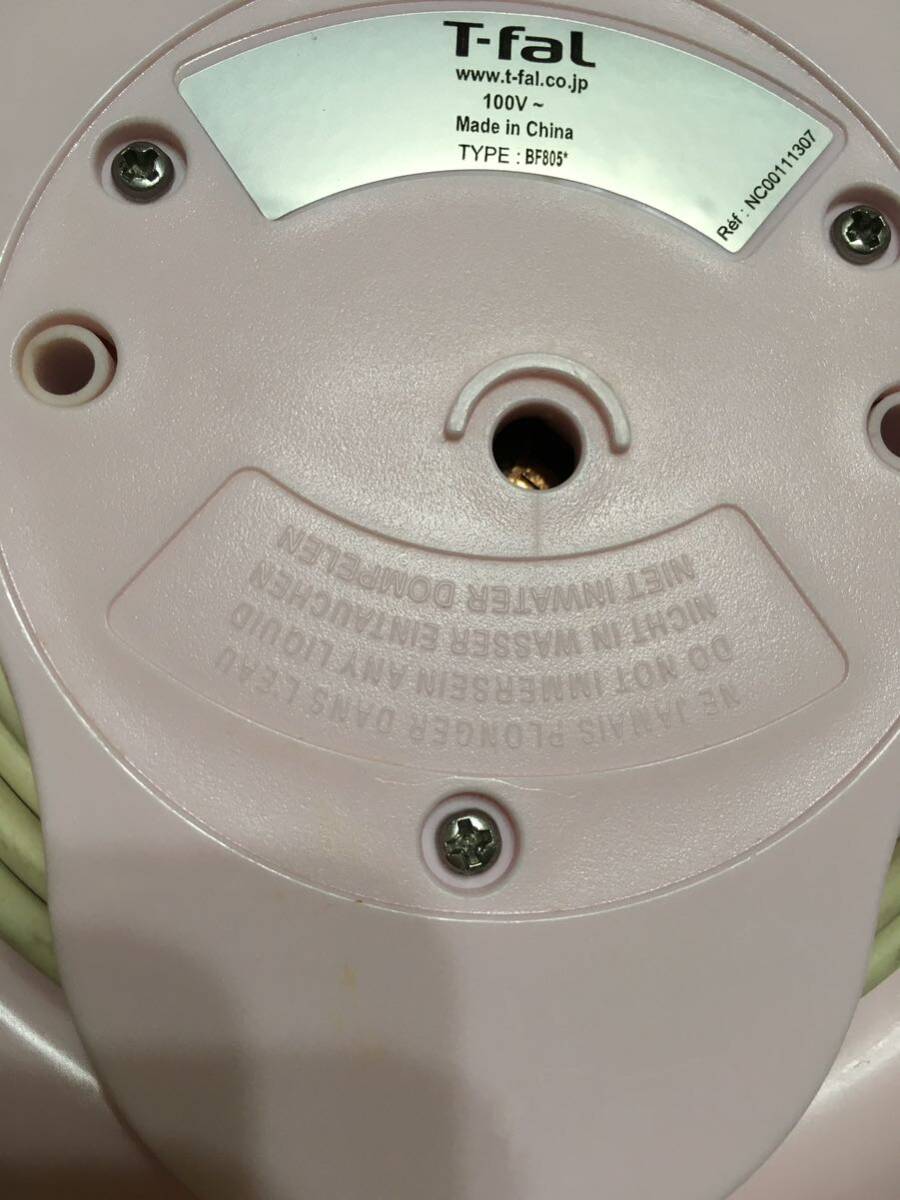 T-fal
www.t-fal.co.jp
100V ~
Made in China
TYPE : BF805*
Réf : NC00111307
NE JAMAIS PLONGER DANS L'EAU
DO NOT IMMERSEIN ANY LIQUID
NICHT IN WASSER EINTAUCHEN
NIET INWATER DOMPELEN